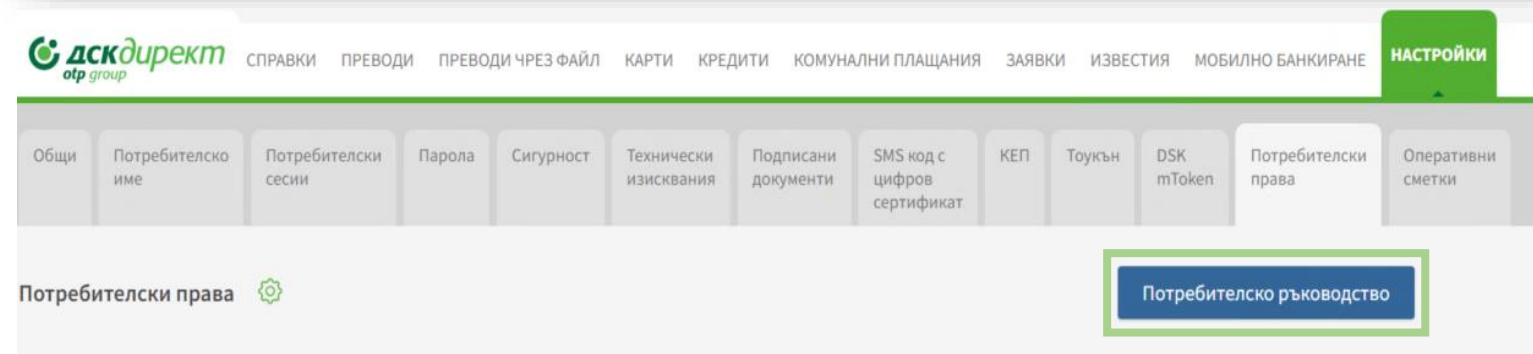 дскдирект
otp group
СПРАВКИ ПРЕВОДИ ПРЕВОДИ ЧРЕЗ ФАЙЛ КАРТИ КРЕДИТИ КОМУНАЛНИ ПЛАЩАНИЯ ЗАЯВКИ ИЗВЕСТИЯ МОБИЛНО БАНКИРАНЕ НАСТРОЙКИ
Общи
Потребителско
име
Потребителски
сесии
Парола
Сигурност
Технически
изисквания
Подписани
документи
SMS код с
цифров
сертификат
КЕП
Тоукън
DSK
mToken
Потребителски
права
Оперативни
сметки
Потребителски права
Потребителско ръководство